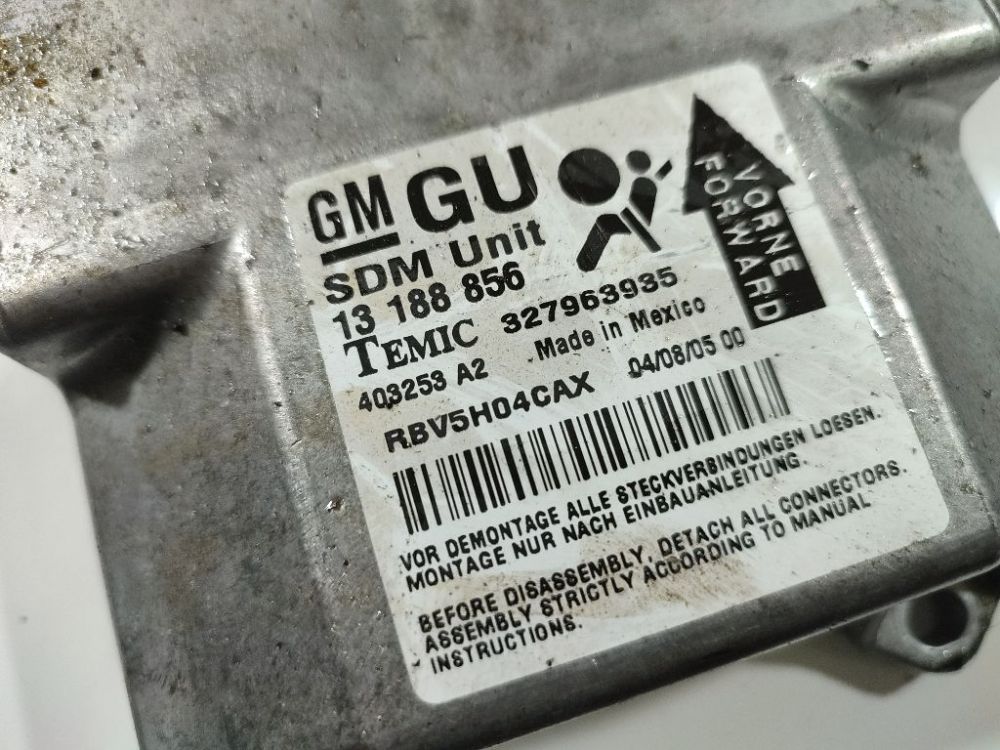 GM GU
SDM Unit
13 188 856
TEMIC 327963935
403253 A2 Made in Mexico
RBV5H04CAX 04/08/05 00
VORNE
FORWARD
VOR DEMONTAGE ALLE STECKVERBINDUNGEN LOESEN.
MONTAGE NUR NACH EINBAUANLEITUNG.
BEFORE DISASSEMBLY, DETACH ALL CONNECTORS.
ASSEMBLY STRICTLY ACCORDING TO MANUAL
INSTRUCTIONS.